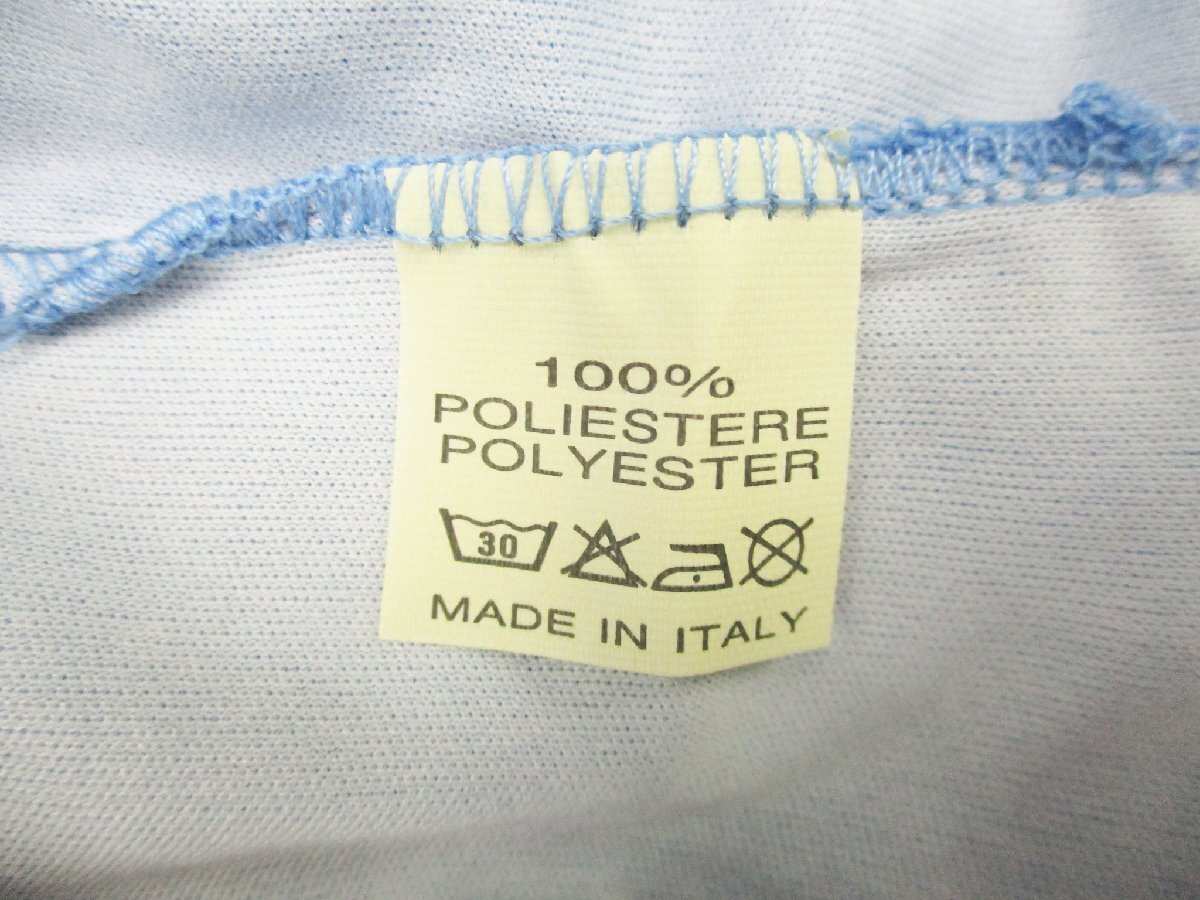 100%
POLIESTERE
POLYESTER
30
MADE IN ITALY